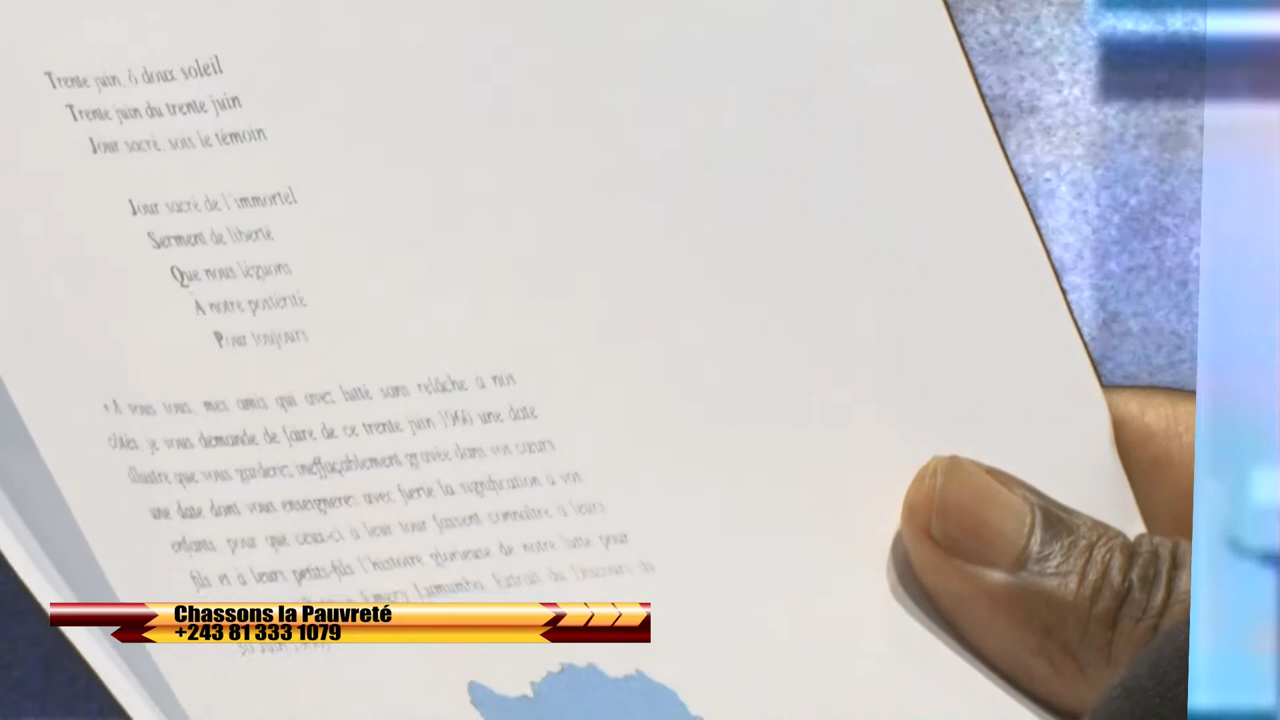 Trente juin, ô doux soleil
Trente juin du trente juin
Jour sacré, sois le témoin
Jour sacré de l'immortel
Serment de liberté
Que nous léguons
A notre postérité
Pour toujours
A vous tous, mes amis qui avez lutté sans relâche à nos
côtés, je vous demande de faire de ce trente juin 1960 une date
illustre que vous garderez ineffaçablement gravée dans vos cœurs
une date dont vous enseignerez avec fierté la signification à vos
enfants pour que ceux-ci à leur tour fassent connaître à leurs
fils et à leurs petits-fils l'histoire glorieuse de notre lutte pour
Emery Lumumba, Extrait du Discours du
Chassons la Pauvreté
+243 81 333 1079